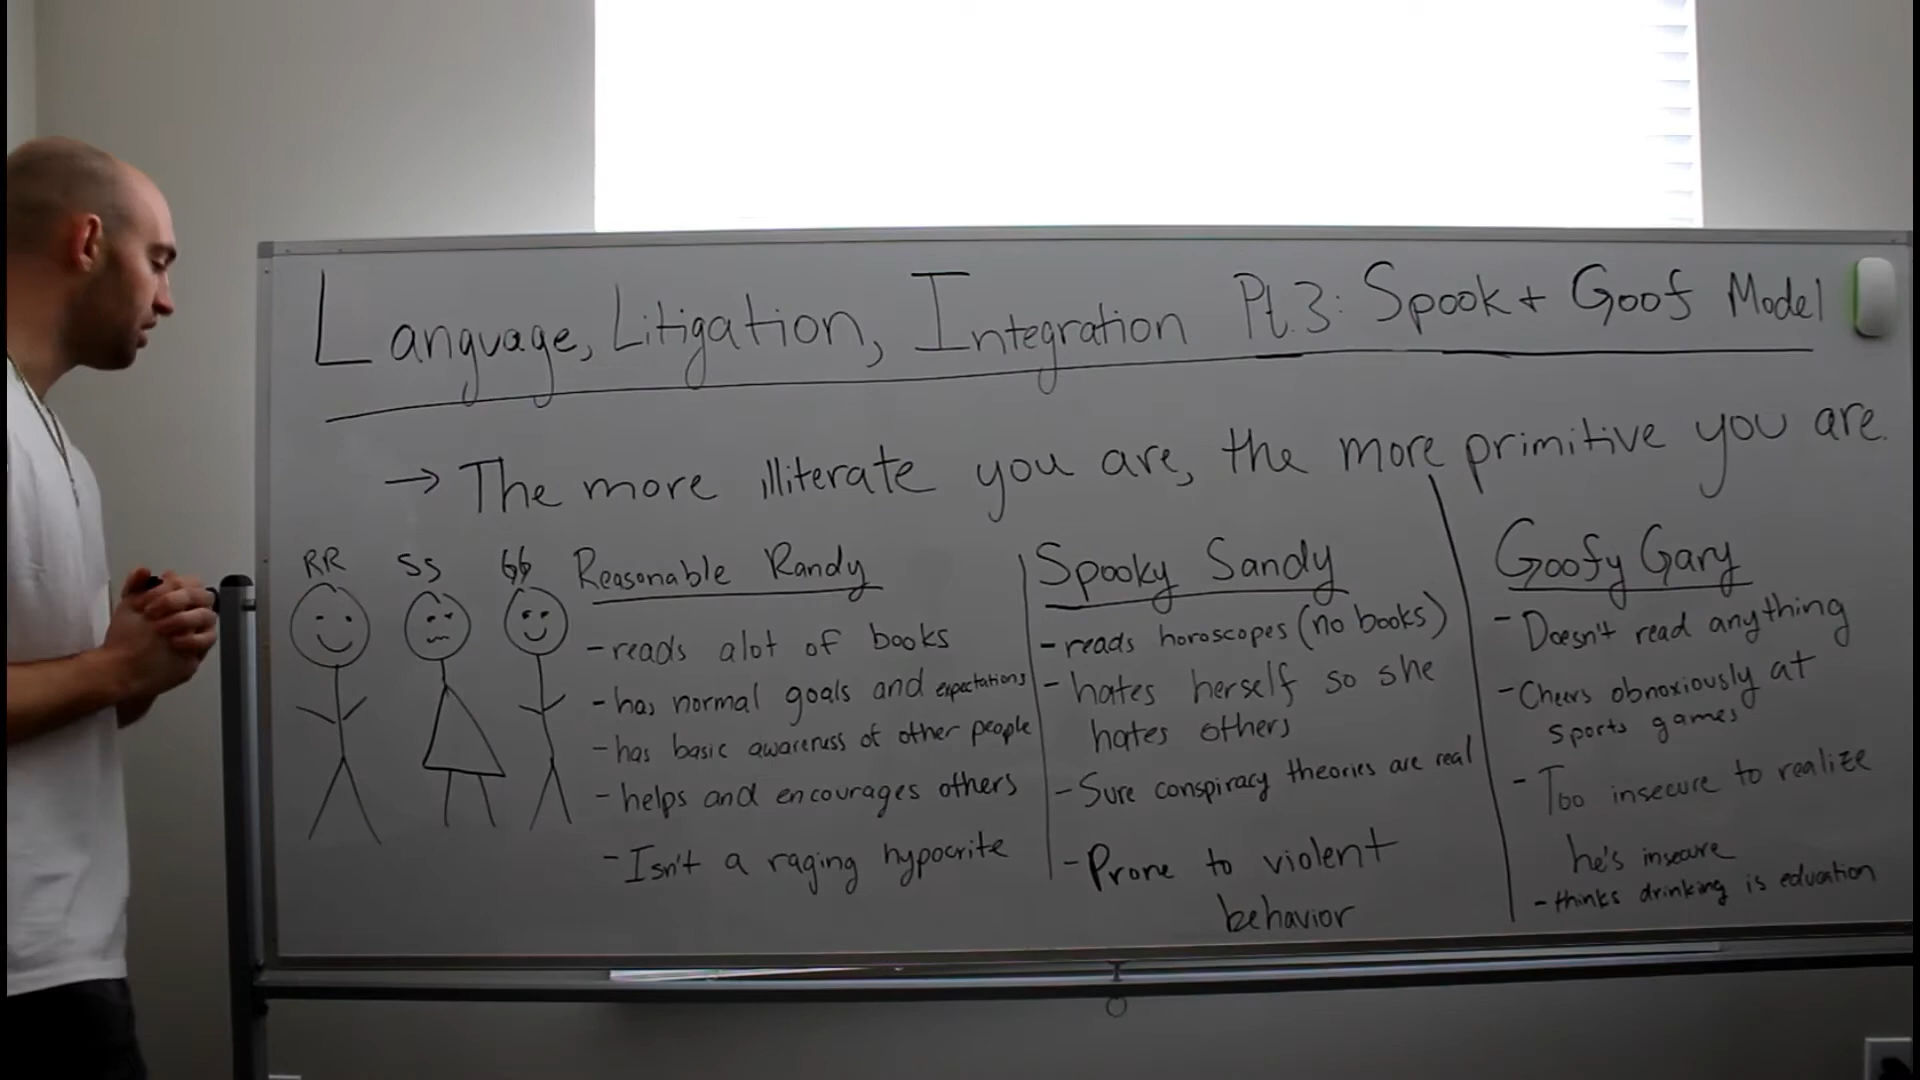 Language, Litigation, Integration Pt.3: Spook + Goof Model
→ The more illiterate you are, the more primitive you are.
RR SS GG
Reasonable Randy
- reads alot of books
- has normal goals and expectations
- has basic awareness of other people
- helps and encourages others
- Isn't a raging hypocrite
Spooky Sandy
- reads horoscopes (no books)
- hates herself so she
hates others
- Sure conspiracy theories are real
- Prone to violent
behavior
Goofy Gary
- Doesn't read anything
- Cheers obnoxiously at
sports games
- Too insecure to realize
he's insecure
- thinks drinking is education